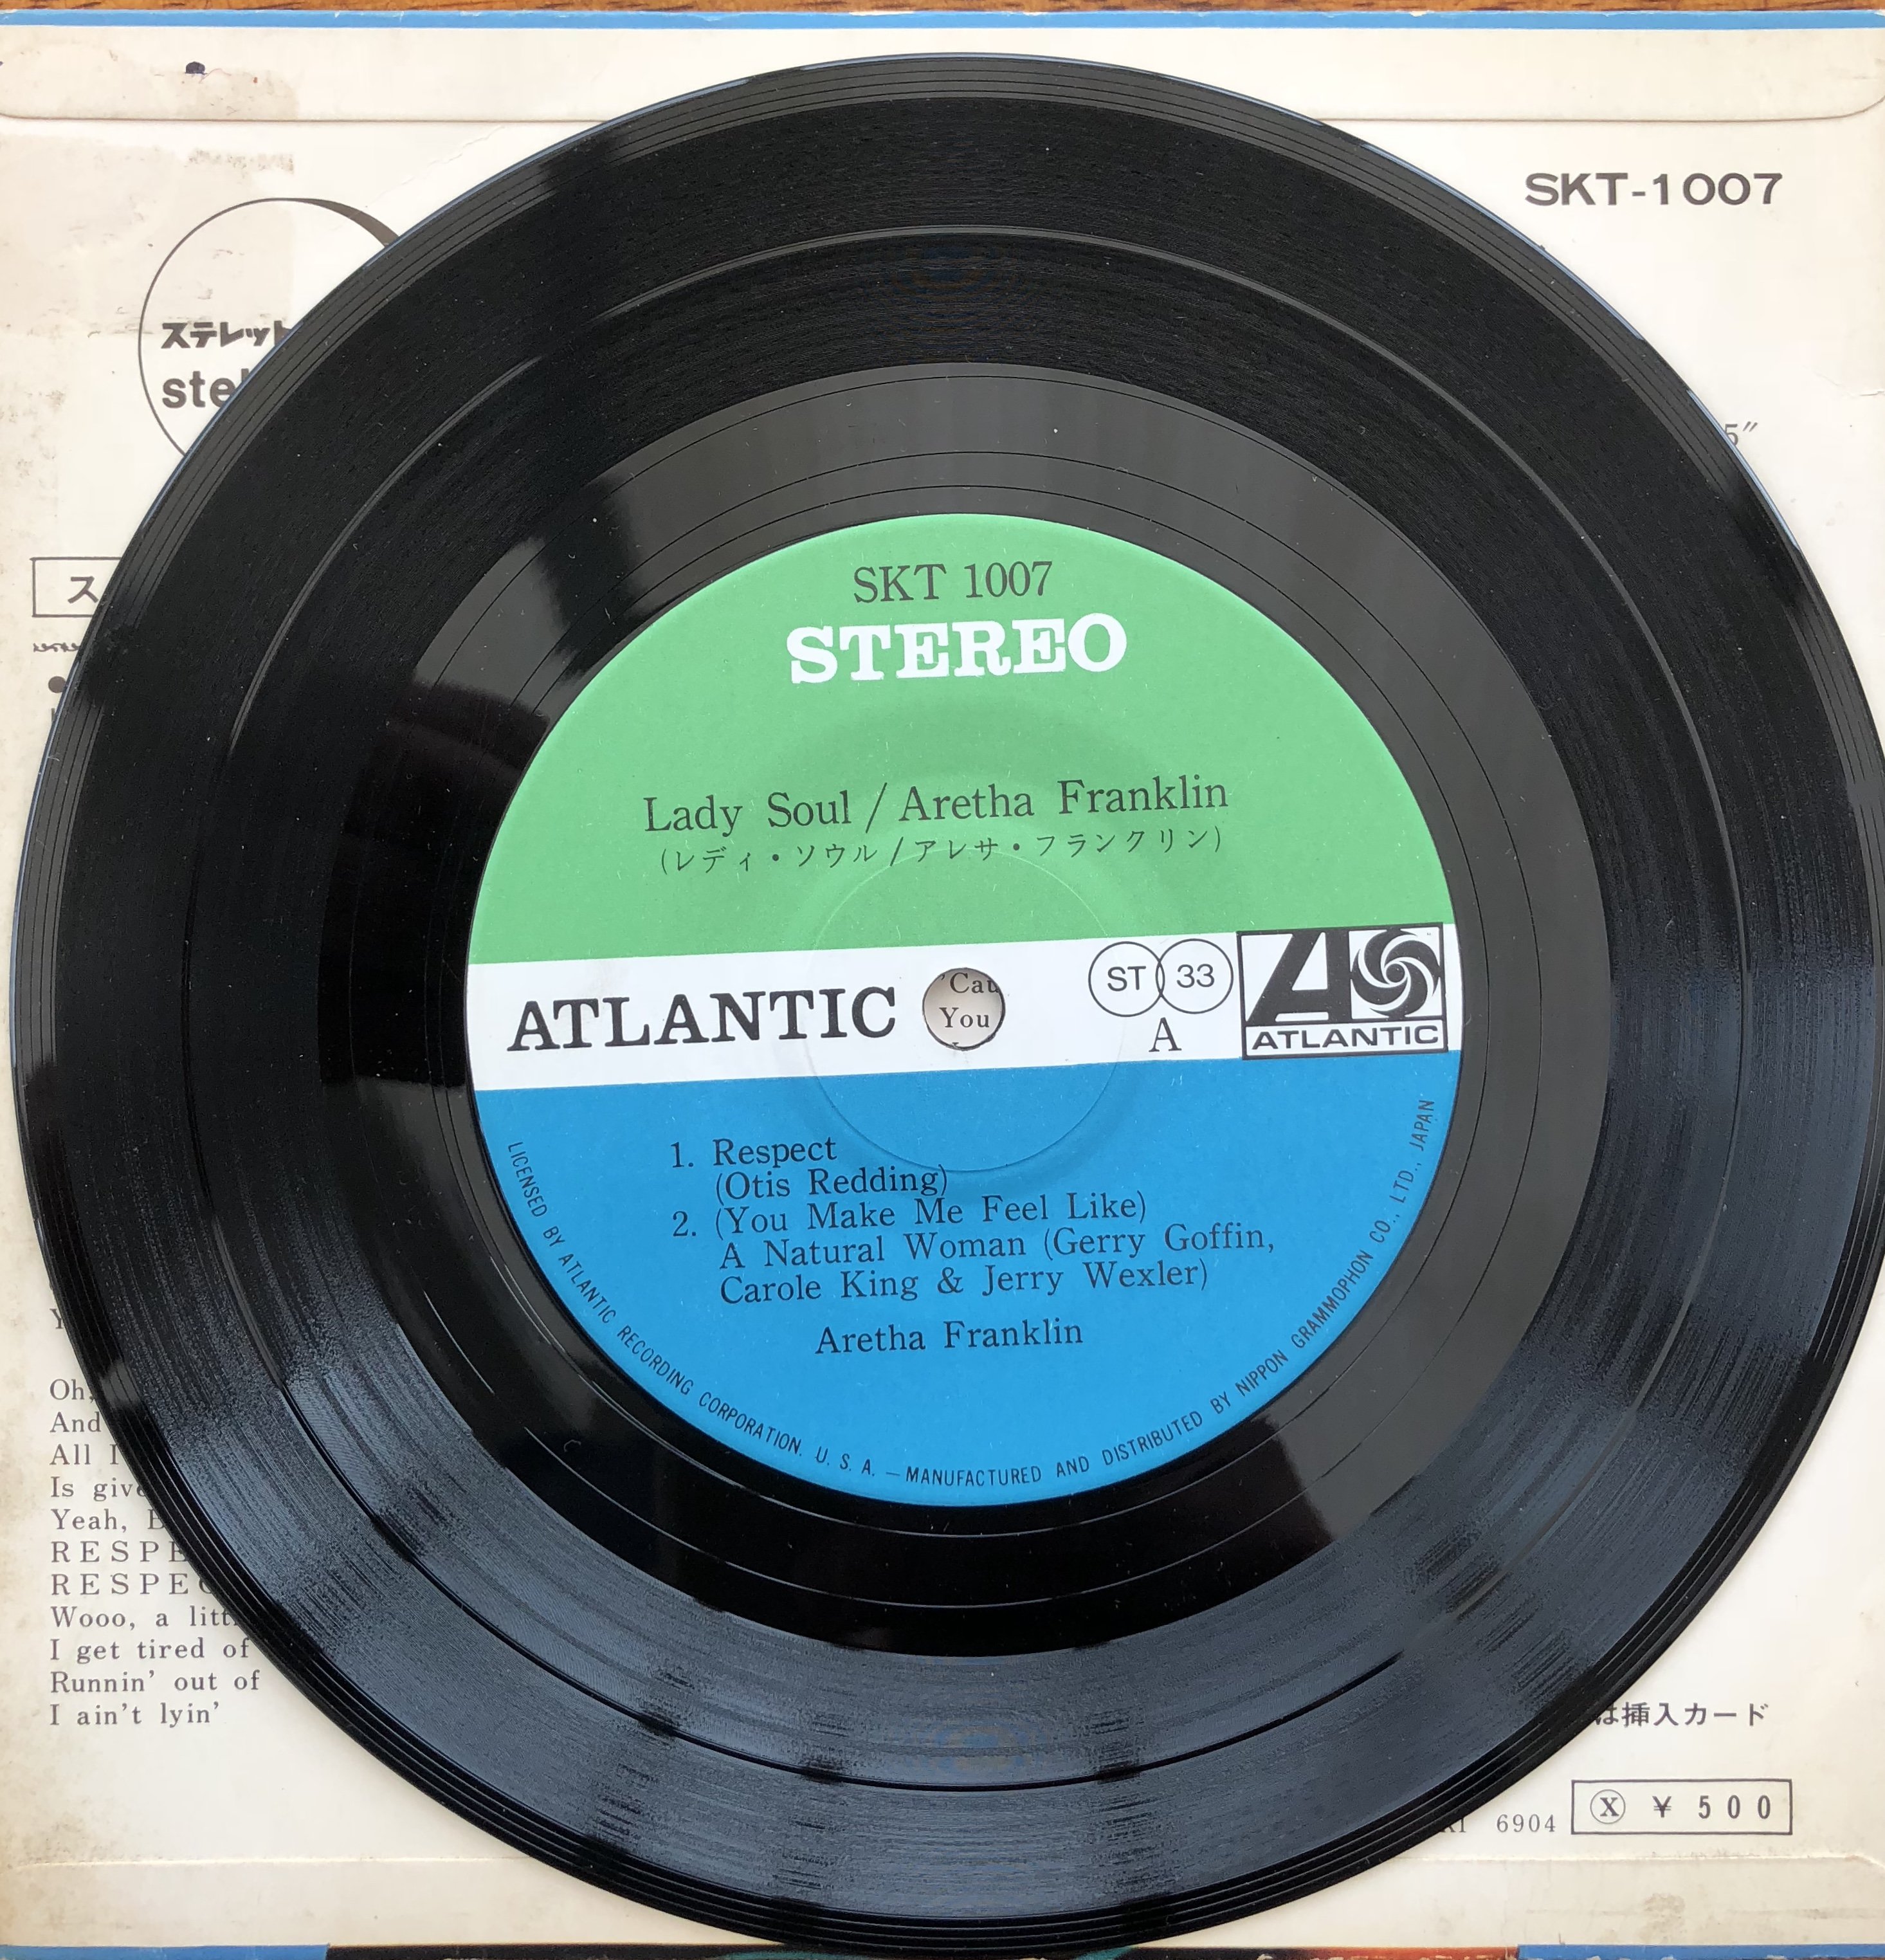 SKT-1007
ステレット
ス
SKT 1007
STEREO
Lady Soul / Aretha Franklin
(レディ・ソウル / アレサ・フランクリン)
ATLANTIC
'Cau
You
ST 33
A
ATLANTIC
1. Respect
(Otis Redding)
2. (You Make Me Feel Like)
A Natural Woman (Gerry Goffin,
Carole King & Jerry Wexler)
Aretha Franklin
LICENSED BY ATLANTIC RECORDING CORPORATION. U. S. A. — MANUFACTURED AND DISTRIBUTED BY NIPPON GRAMMOPHON CO., LTD., JAPAN
Oh,
And
All I
Is give
Yeah,
RESPE
RESPEC
Wooo, a litt
I get tired of
Runnin' out of
I ain't lyin'
は挿入カード
6904
Ⓧ ¥ 500